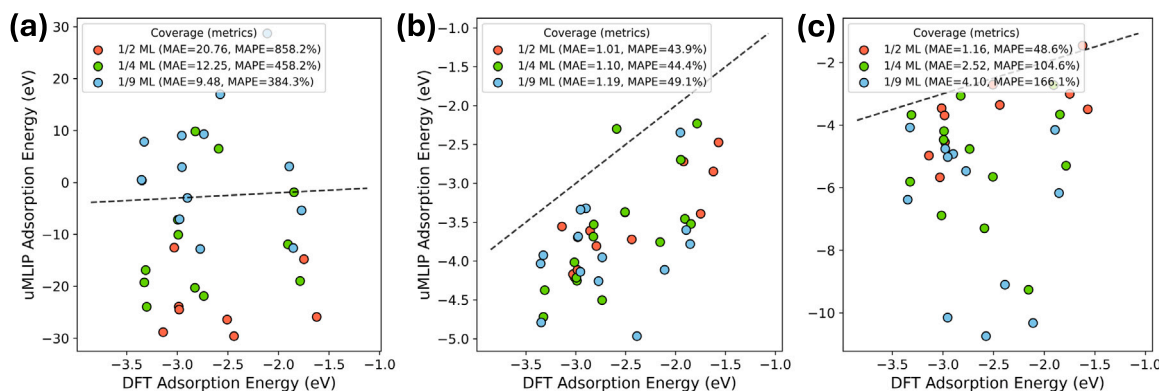 (a)
Coverage (metrics)
1/2 ML (MAE=20.76, MAPE=858.2%)
1/4 ML (MAE=12.25, MAPE=458.2%)
1/9 ML (MAE=9.48, MAPE=384.3%)
uMLIP Adsorption Energy (eV)
30
20
10
0
−10
−20
−30
−3.5 −3.0 −2.5 −2.0 −1.5 −1.0
DFT Adsorption Energy (eV)
(b)
Coverage (metrics)
1/2 ML (MAE=1.01, MAPE=43.9%)
1/4 ML (MAE=1.10, MAPE=44.4%)
1/9 ML (MAE=1.19, MAPE=49.1%)
uMLIP Adsorption Energy (eV)
−1.0
−1.5
−2.0
−2.5
−3.0
−3.5
−4.0
−4.5
−5.0
−3.5 −3.0 −2.5 −2.0 −1.5 −1.0
DFT Adsorption Energy (eV)
(c)
Coverage (metrics)
1/2 ML (MAE=1.16, MAPE=48.6%)
1/4 ML (MAE=2.52, MAPE=104.6%)
1/9 ML (MAE=4.10, MAPE=166.1%)
−2
−4
−6
−8
−10
−3.5 −3.0 −2.5 −2.0 −1.5 −1.0
DFT Adsorption Energy (eV)